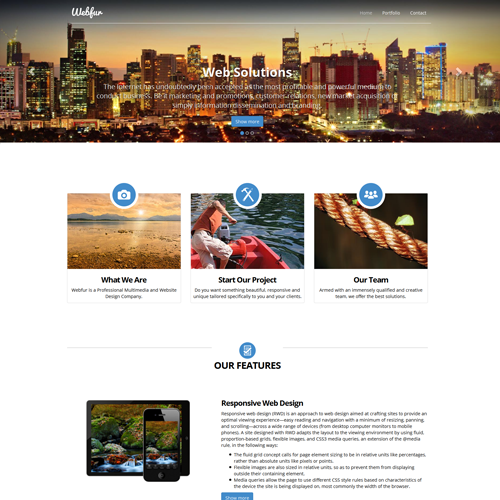 Webfur
Home Portfolio Contact
Web Solutions
The internet has undoubtedly been accepted as the most profitable and powerful medium to
conduct business. Be it marketing and promotions, customer relations, new market acquisition or
simply information dissemination and branding.
Show more
What We Are
Webfur is a Professional Multimedia and Website
Design Company.
Start Our Project
Do you want something beautiful, responsive and
unique tailored specifically to you and your clients.
Our Team
Armed with an immensely qualified and creative
team, we offer the best solutions.
OUR FEATURES
Responsive Web Design
Responsive web design (RWD) is an approach to web design aimed at crafting sites to provide an
optimal viewing experience—easy reading and navigation with a minimum of resizing, panning,
and scrolling—across a wide range of devices (from desktop computer monitors to mobile
phones). A site designed with RWD adapts the layout to the viewing environment by using fluid,
proportion-based grids, flexible images, and CSS3 media queries, an extension of the @media
rule, in the following ways:
The fluid grid concept calls for page element sizing to be in relative units like percentages,
rather than absolute units like pixels or points.
Flexible images are also sized in relative units, so as to prevent them from displaying
outside their containing element.
Media queries allow the page to use different CSS style rules based on characteristics of
the device the site is being displayed on, most commonly the width of the browser.
Show more